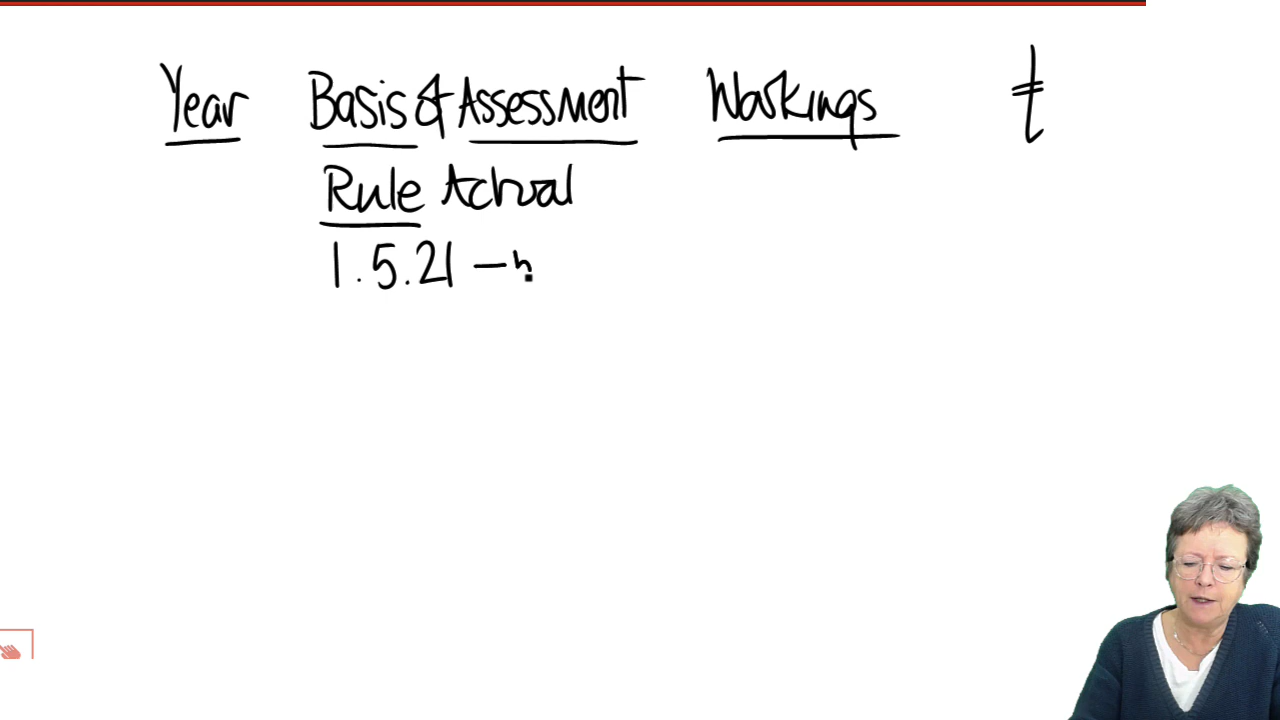 Year Basis of Assessment Workings £
Rule Actual
1.5.21 –